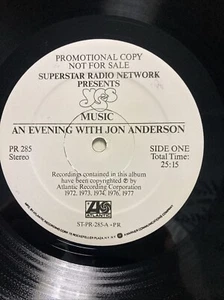 PROMOTIONAL COPY
NOT FOR SALE
SUPERSTAR RADIO NETWORK
PRESENTS
yes
MUSIC
AN EVENING WITH JON ANDERSON
PR 285
Stereo
SIDE ONE
Total Time:
25:15
Recordings contained in this album
have been copyrighted ℗ by
Atlantic Recording Corporation
1972, 1973, 1974, 1976, 1977
ATLANTIC
ST-PR-285-A-PR